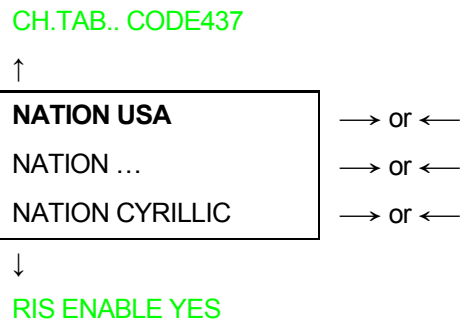 CH.TAB.. CODE437
↑
NATION USA ⟶ or ⟵
NATION … ⟶ or ⟵
NATION CYRILLIC ⟶ or ⟵
↓
RIS ENABLE YES